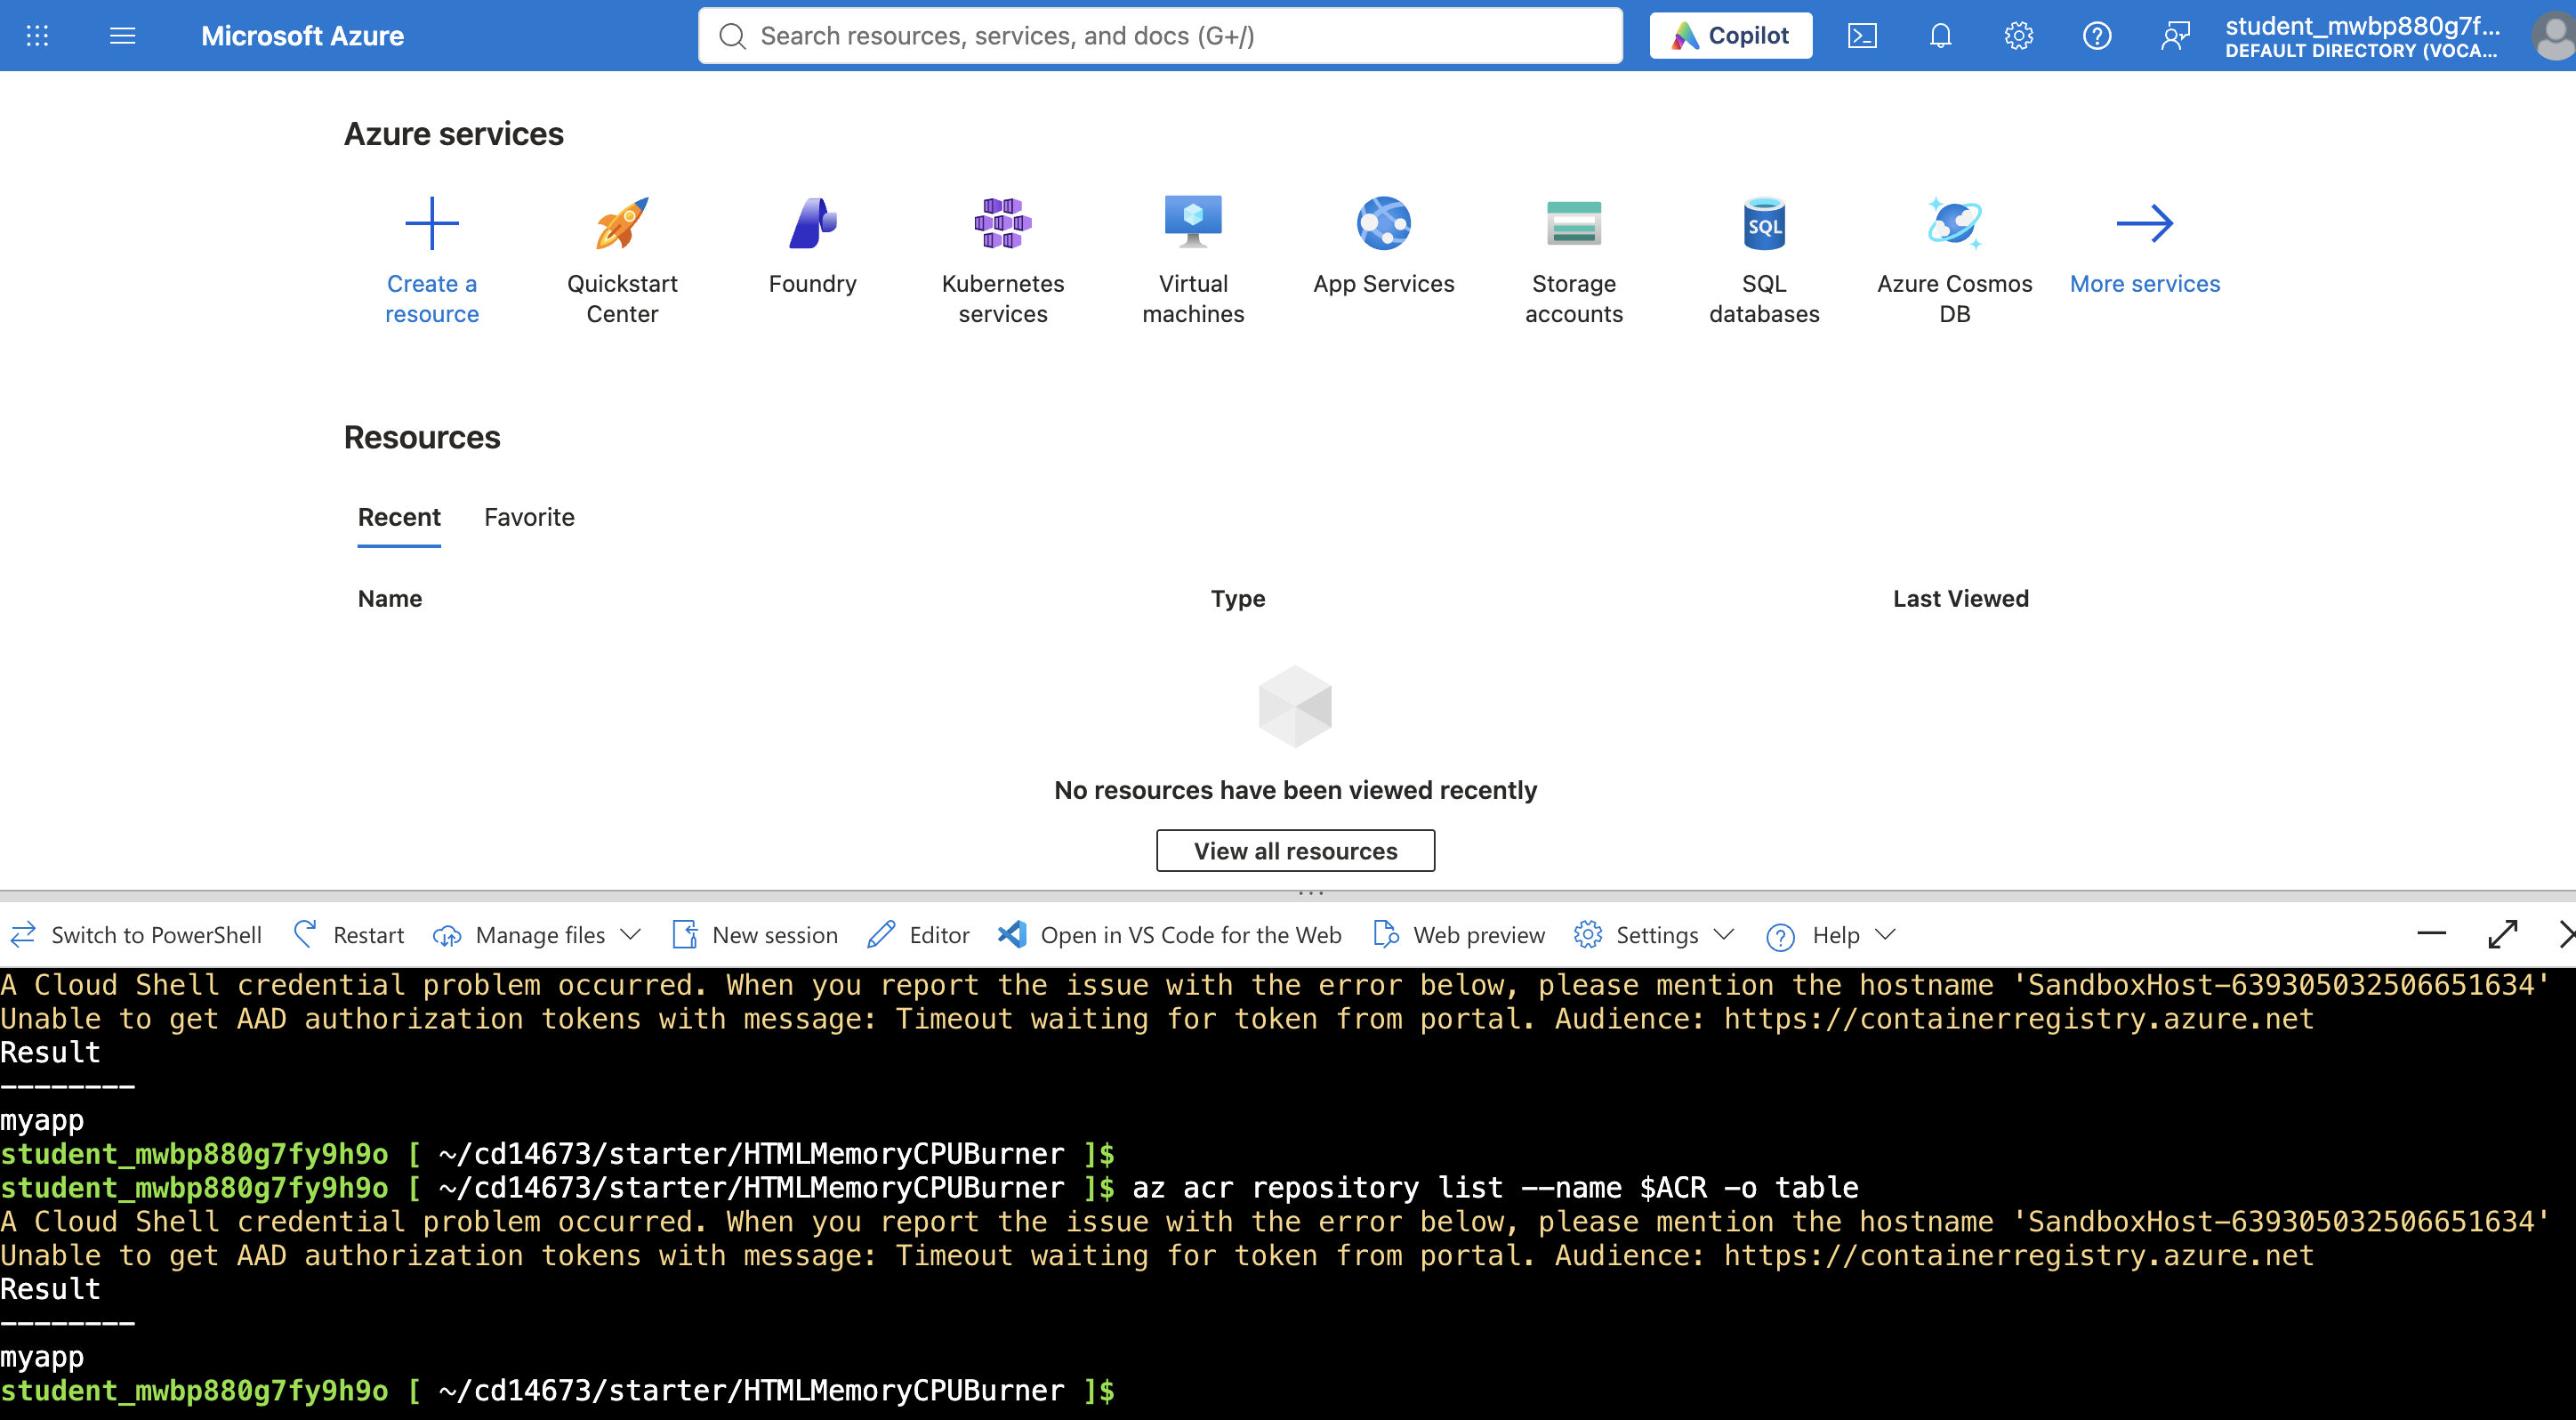 Microsoft Azure
Search resources, services, and docs (G+/)
Copilot
student_mwbp880g7f...
DEFAULT DIRECTORY (VOCA...
Azure services
Create a resource
Quickstart Center
Foundry
Kubernetes services
Virtual machines
App Services
Storage accounts
SQL
SQL databases
Azure Cosmos DB
More services
Resources
Recent
Favorite
Name
Type
Last Viewed
No resources have been viewed recently
View all resources
Switch to PowerShell
Restart
Manage files
New session
Editor
Open in VS Code for the Web
Web preview
Settings
Help
A Cloud Shell credential problem occurred. When you report the issue with the error below, please mention the hostname 'SandboxHost-639305032506651634'
Unable to get AAD authorization tokens with message: Timeout waiting for token from portal. Audience: https://containerregistry.azure.net
Result
--------
myapp
student_mwbp880g7fy9h9o [ ~/cd14673/starter/HTMLMemoryCPUBurner ]$
student_mwbp880g7fy9h9o [ ~/cd14673/starter/HTMLMemoryCPUBurner ]$ az acr repository list --name $ACR -o table
A Cloud Shell credential problem occurred. When you report the issue with the error below, please mention the hostname 'SandboxHost-639305032506651634'
Unable to get AAD authorization tokens with message: Timeout waiting for token from portal. Audience: https://containerregistry.azure.net
Result
--------
myapp
student_mwbp880g7fy9h9o [ ~/cd14673/starter/HTMLMemoryCPUBurner ]$